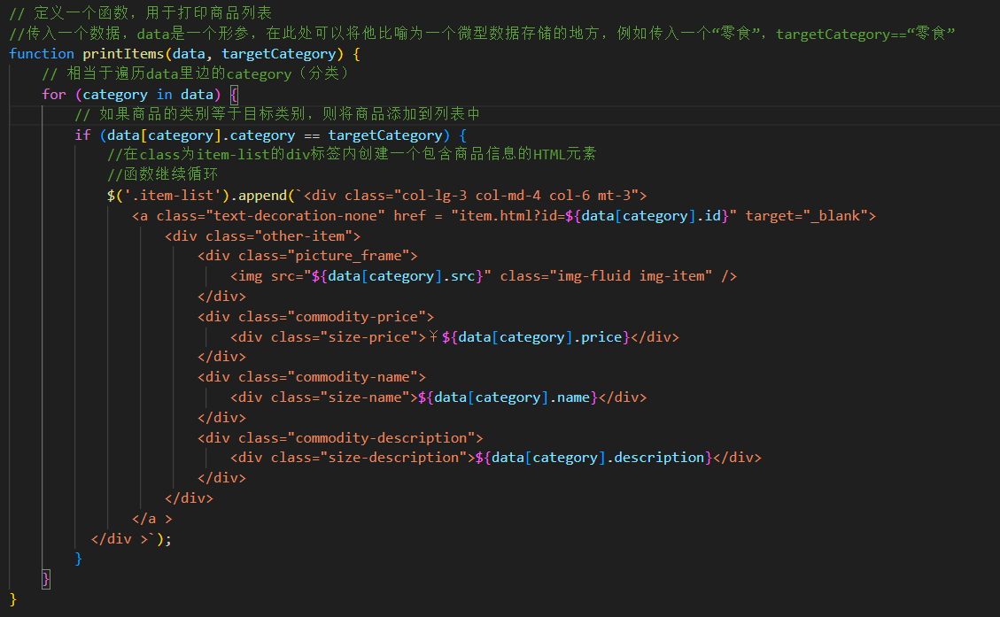 // 定义一个函数，用于打印商品列表
//传入一个数据，data是一个形参，在此处可以将他比喻为一个微型数据存储的地方，例如传入一个“零食”，targetCategory==“零食”
function printItems(data, targetCategory) {
// 相当于遍历data里边的category（分类）
for (category in data) {
// 如果商品的类别等于目标类别，则将商品添加到列表中
if (data[category].category == targetCategory) {
//在class为item-list的div标签内创建一个包含商品信息的HTML元素
//函数继续循环
$('.item-list').append(`<div class="col-lg-3 col-md-4 col-6 mt-3">
<a class="text-decoration-none" href = "item.html?id=${data[category].id}" target="_blank">
<div class="other-item">
<div class="picture_frame">
<img src="${data[category].src}" class="img-fluid img-item" />
</div>
<div class="commodity-price">
<div class="size-price">￥${data[category].price}</div>
</div>
<div class="commodity-name">
<div class="size-name">${data[category].name}</div>
</div>
<div class="commodity-description">
<div class="size-description">${data[category].description}</div>
</div>
</div>
</a >
</div >`);
}
}
}